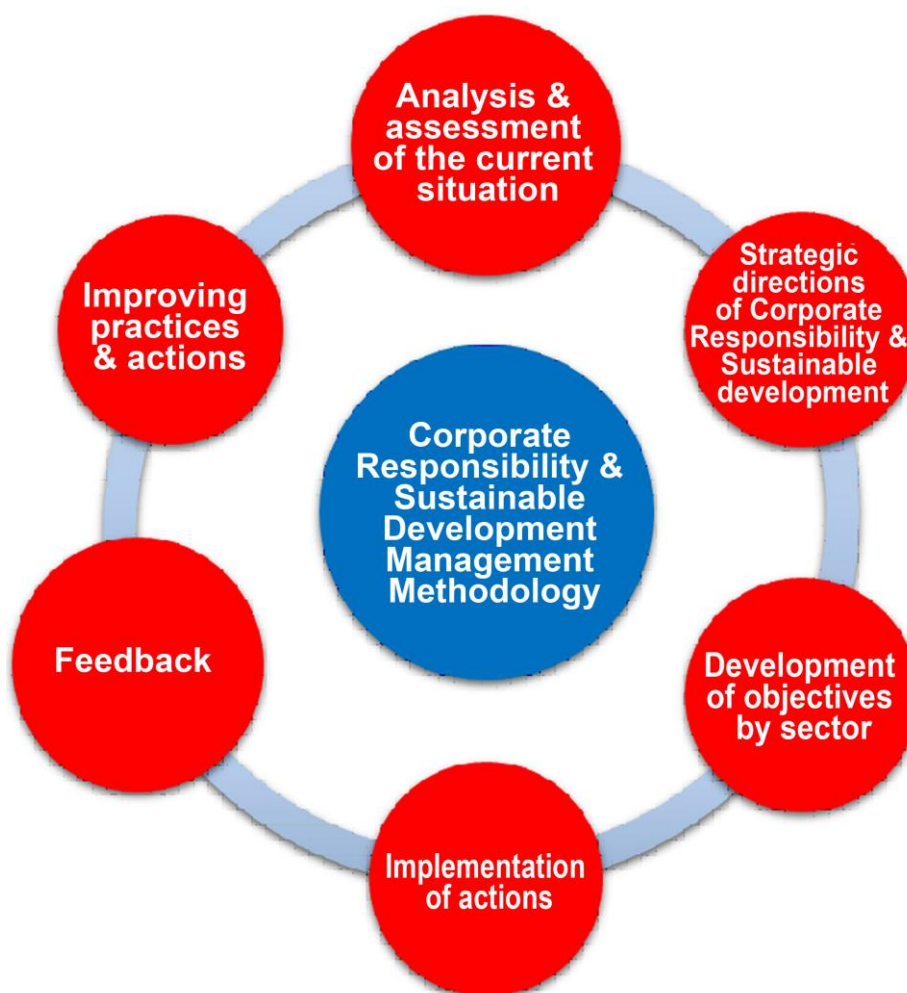 Analysis &
assessment
of the current
situation
Strategic
directions
of Corporate
Responsibility &
Sustainable
development
Development
of objectives
by sector
Implementation
of actions
Feedback
Improving
practices
& actions
Corporate
Responsibility &
Sustainable
Development
Management
Methodology